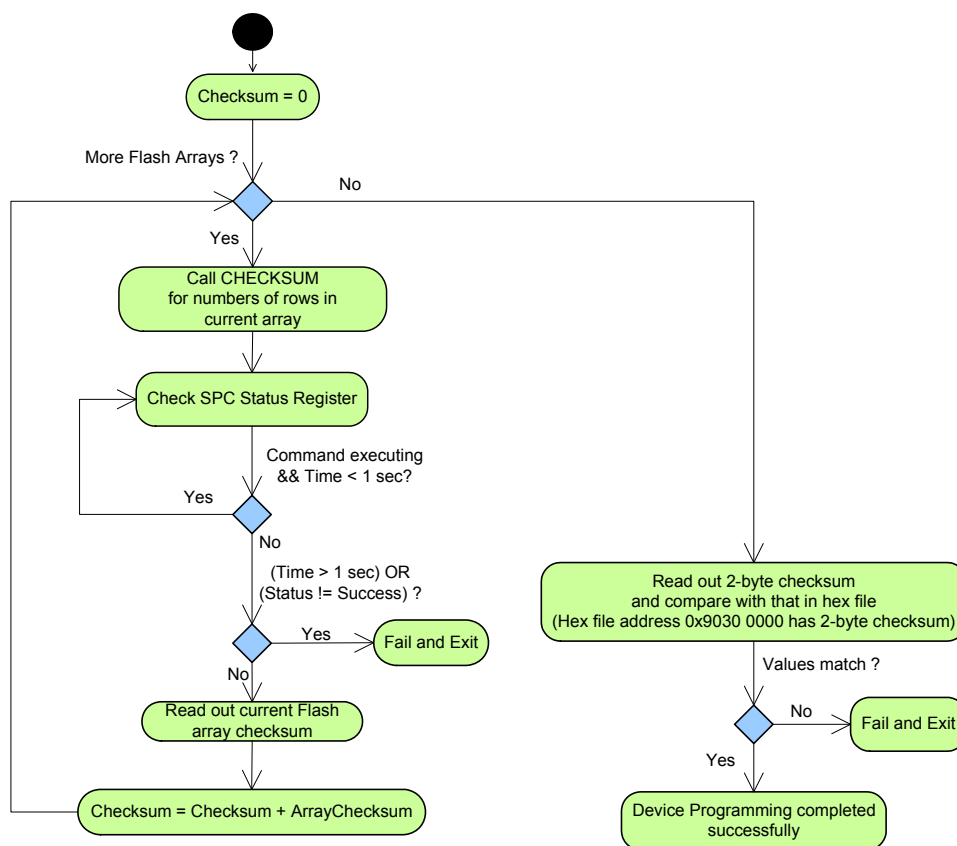 Checksum = 0
More Flash Arrays ?
No
Yes
Call CHECKSUM
for numbers of rows in
current array
Check SPC Status Register
Command executing
&& Time < 1 sec?
Yes
No
(Time > 1 sec) OR
(Status != Success) ?
Yes
Fail and Exit
No
Read out current Flash
array checksum
Checksum = Checksum + ArrayChecksum
Read out 2-byte checksum
and compare with that in hex file
(Hex file address 0x9030 0000 has 2-byte checksum)
Values match ?
No
Fail and Exit
Yes
Device Programming completed
successfully